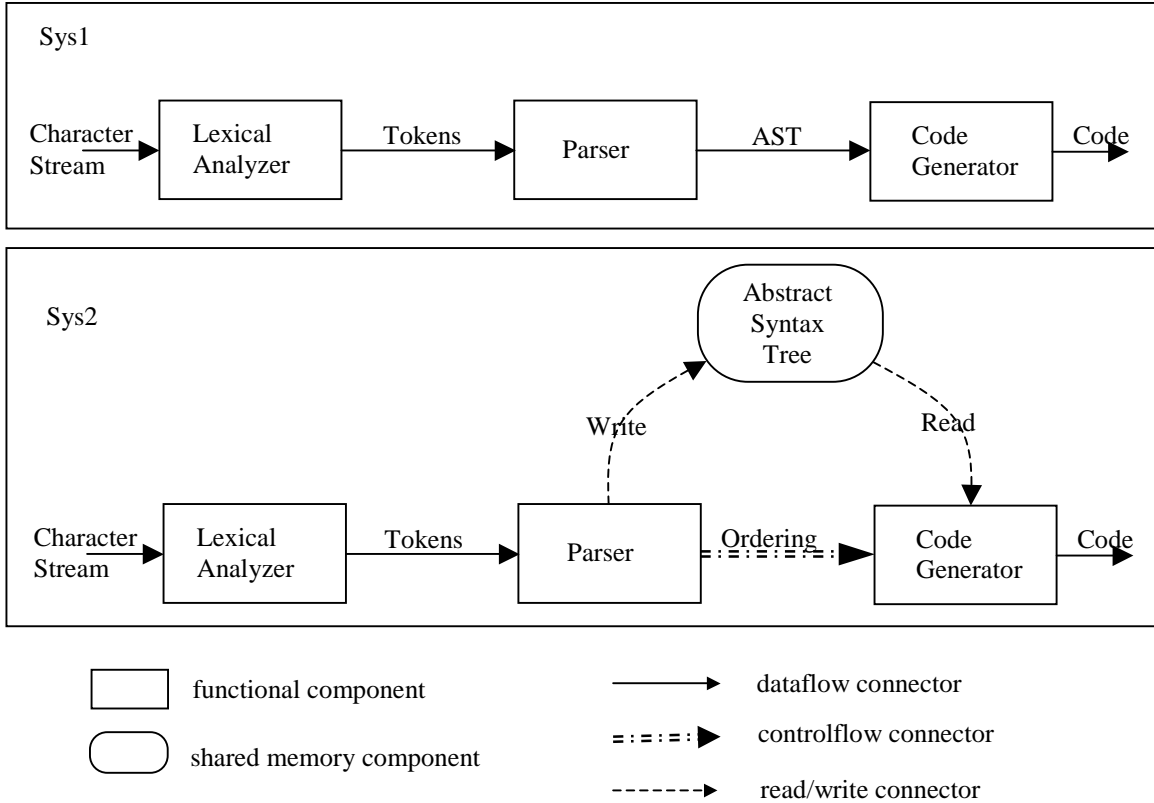 Sys1
Character
Stream
Lexical
Analyzer
Tokens
Parser
AST
Code
Generator
Code
Sys2
Abstract
Syntax
Tree
Write
Read
Character
Stream
Lexical
Analyzer
Tokens
Parser
Ordering
Code
Generator
Code
functional component
dataflow connector
shared memory component
controlflow connector
read/write connector